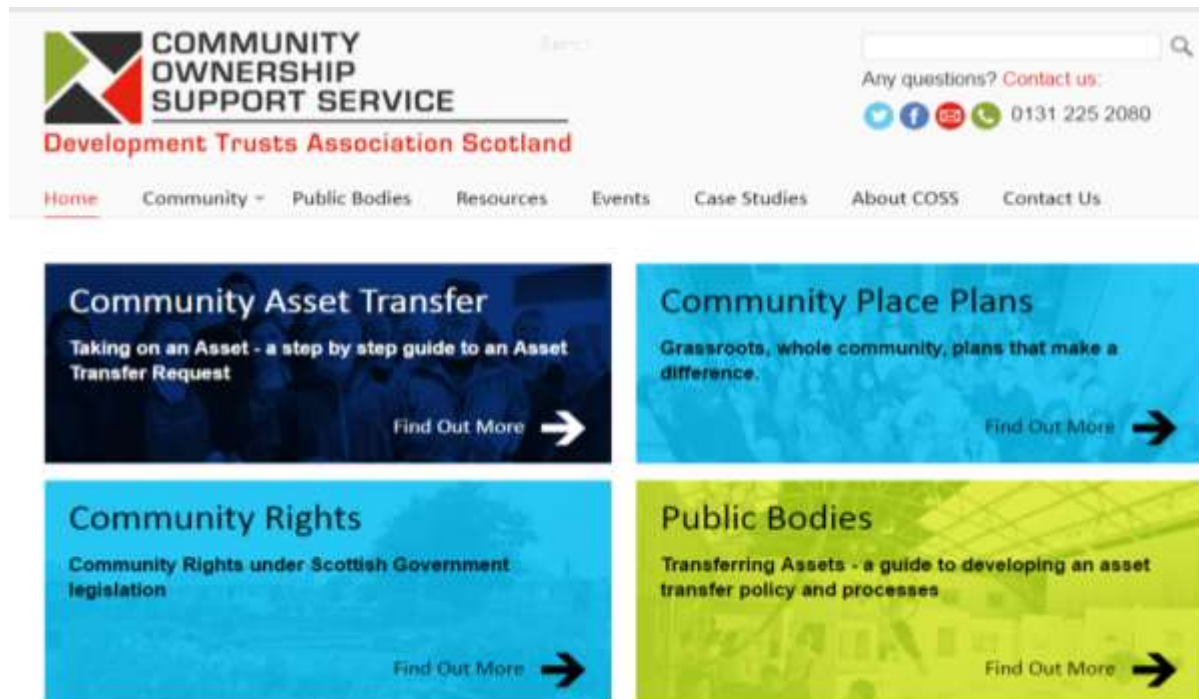 COMMUNITY
OWNERSHIP
SUPPORT SERVICE
Development Trusts Association Scotland
Any questions? Contact us:
0131 225 2080
Home Community Public Bodies Resources Events Case Studies About COSS Contact Us
Community Asset Transfer
Taking on an Asset - a step by step guide to an Asset
Transfer Request
Find Out More
Community Place Plans
Grassroots, whole community, plans that make a
difference.
Find Out More
Community Rights
Community Rights under Scottish Government
legislation
Find Out More
Public Bodies
Transferring Assets - a guide to developing an asset
transfer policy and processes
Find Out More